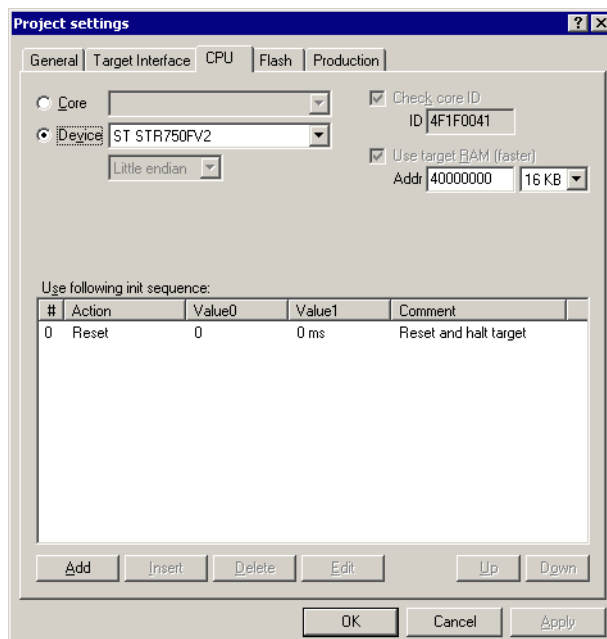 Project settings
General Target Interface CPU Flash Production
Core
Check core ID
ID 4F1F0041
Device ST STR750FV2
Little endian
Use target RAM (faster)
Addr 40000000 16 KB
Use following init sequence:
# Action Value0 Value1 Comment
0 Reset 0 0 ms Reset and halt target
Add Insert Delete Edit Up Down
OK Cancel Apply